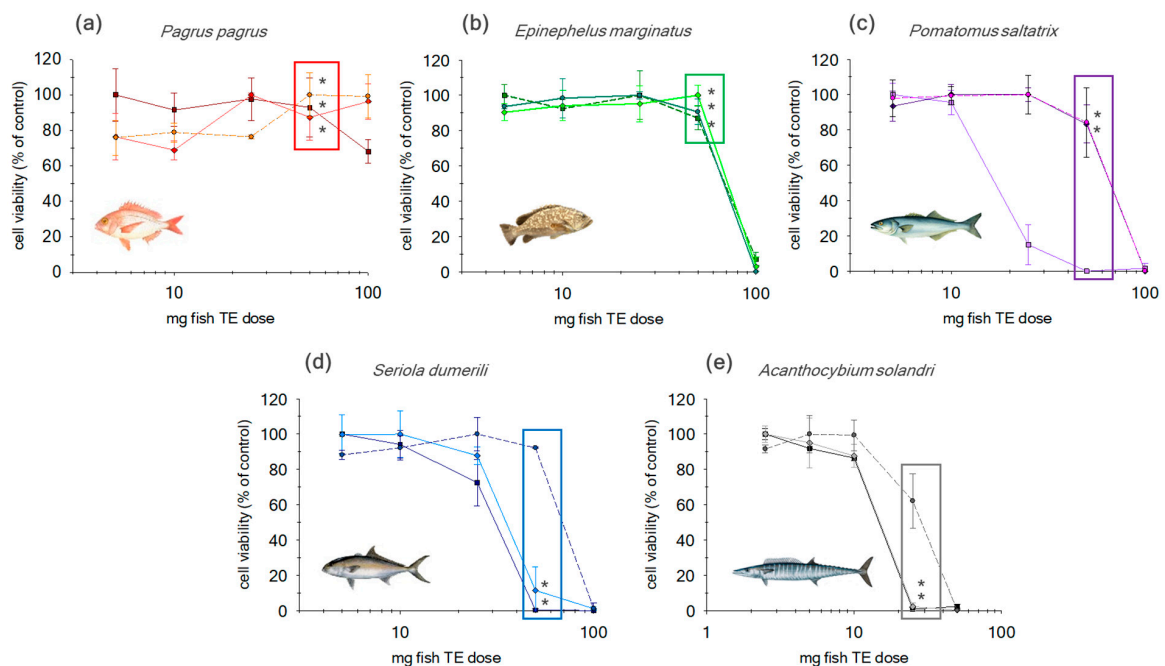 (a)
Pagrus pagrus
120
100
80
60
40
20
0
cell viability (% of control)
*
*
*
10
100
mg fish TE dose
(b)
Epinephelus marginatus
120
100
80
60
40
20
0
cell viability (% of control)
*
*
*
10
100
mg fish TE dose
(c)
Pomatomus saltatrix
120
100
80
60
40
20
0
cell viability (% of control)
*
*
10
100
mg fish TE dose
(d)
Seriola dumerili
120
100
80
60
40
20
0
cell viability (% of control)
*
*
10
100
mg fish TE dose
(e)
Acanthocybium solandri
120
100
80
60
40
20
0
cell viability (% of control)
*
*
1
10
100
mg fish TE dose